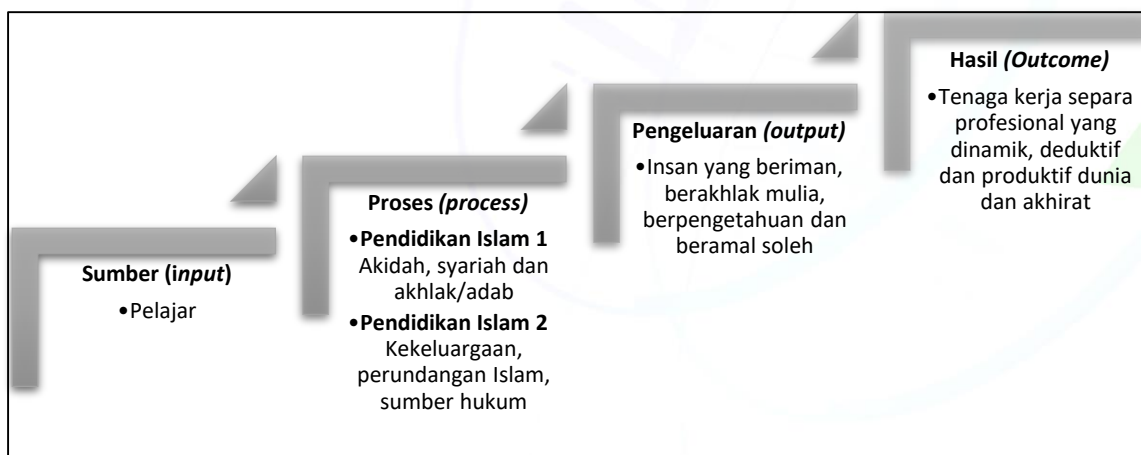 Sumber (input)
•Pelajar
Proses (process)
•Pendidikan Islam 1
Akidah, syariah dan
akhlak/adab
•Pendidikan Islam 2
Kekeluargaan,
perundangan Islam,
sumber hukum
Pengeluaran (output)
•Insan yang beriman,
berakhlak mulia,
berpengetahuan dan
beramal soleh
Hasil (Outcome)
•Tenaga kerja separa
profesional yang
dinamik, deduktif
dan produktif dunia
dan akhirat